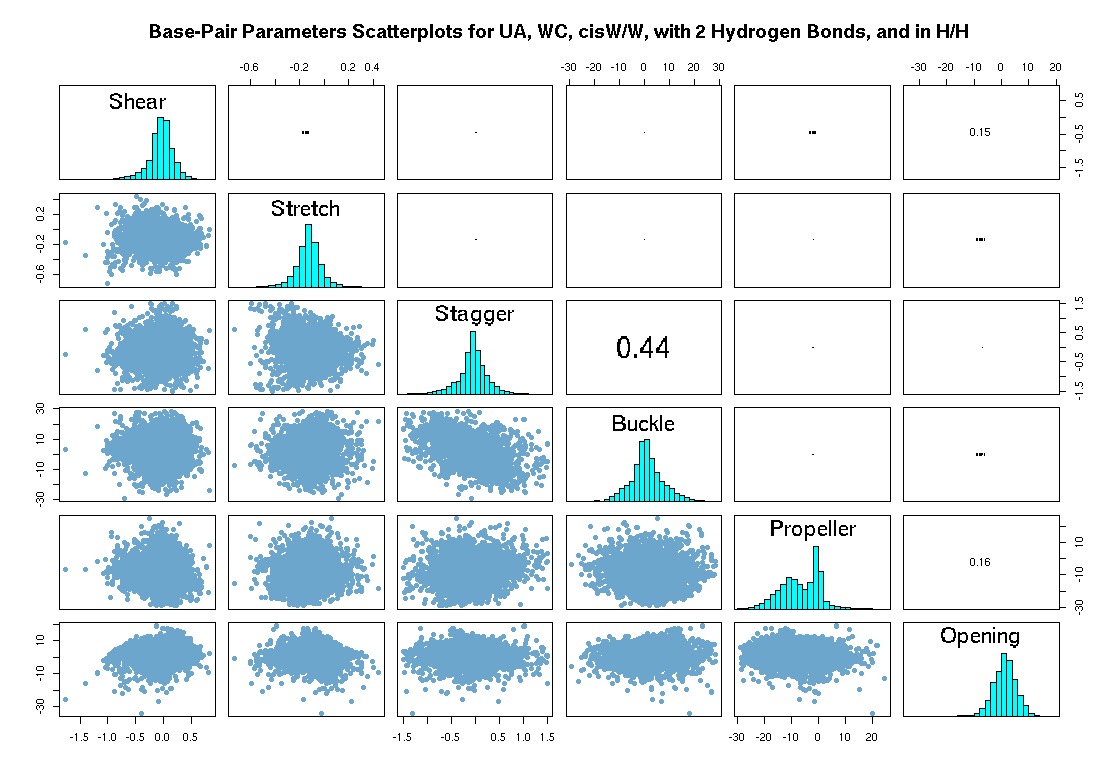 Base-Pair Parameters Scatterplots for UA, WC, cisW/W, with 2 Hydrogen Bonds, and in H/H
-0.6 -0.2 0.2 0.4 -30 -20 -10 0 10 20 30 -30 -20 -10 0 10 20
Shear 0.15 -1.5 -0.5 0.5
-0.6 -0.2 0.2 Stretch
Stagger 0.44 -1.5 -0.5 0.5 1.5
-30 -10 10 30 Buckle
Propeller 0.16 -30 -10 10
-30 -10 10 Opening
-1.5 -0.5 0.0 0.5 -1.5 -0.5 0.5 1.0 1.5 -30 -20 -10 0 10 20